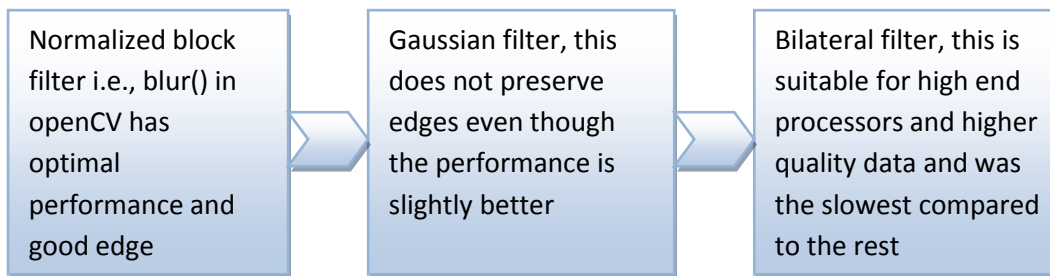 Normalized block
filter i.e., blur() in
openCV has
optimal
performance and
good edge
Gaussian filter, this
does not preserve
edges even though
the performance is
slightly better
Bilateral filter, this is
suitable for high end
processors and higher
quality data and was
the slowest compared
to the rest